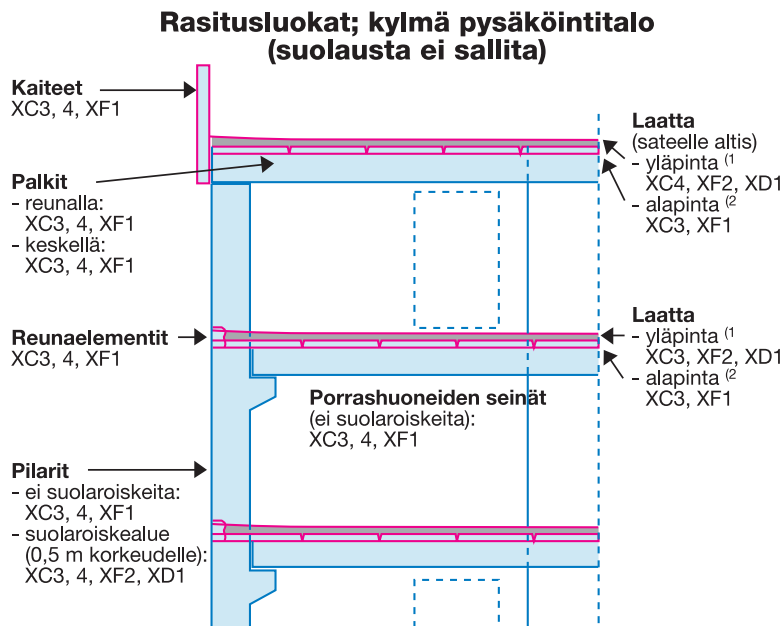 Rasitusluokat; kylmä pysäköintitalo
(suolausta ei sallita)
Kaiteet
XC3, 4, XF1
Palkit
- reunalla:
XC3, 4, XF1
- keskellä:
XC3, 4, XF1
Laatta
(sateelle altis)
- yläpinta (1
XC4, XF2, XD1
- alapinta (2
XC3, XF1
Reunaelementit
XC3, 4, XF1
Laatta
- yläpinta (1
XC3, XF2, XD1
- alapinta (2
XC3, XF1
Porrashuoneiden seinät
(ei suolaroiskeita):
XC3, 4, XF1
Pilarit
- ei suolaroiskeita:
XC3, 4, XF1
- suolaroiskealue
(0,5 m korkeudelle):
XC3, 4, XF2, XD1